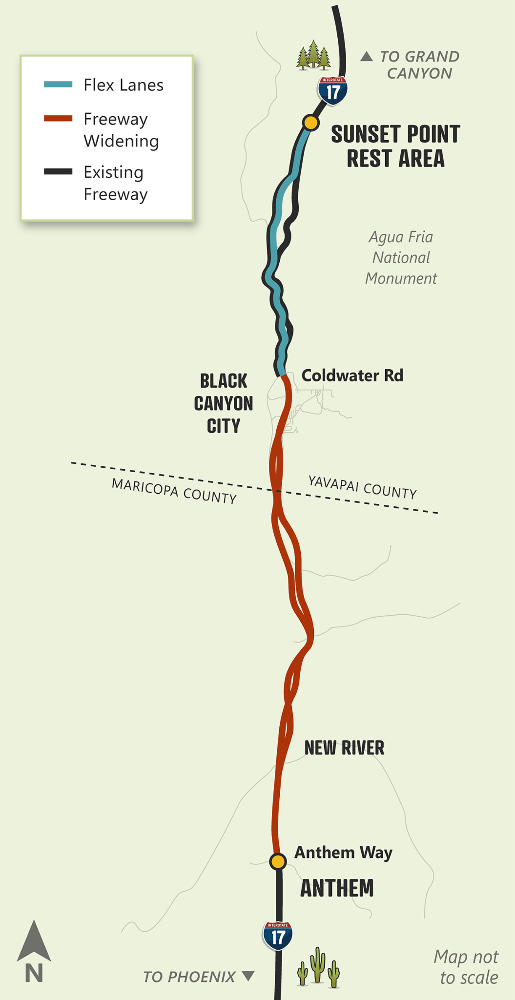 TO GRAND
CANYON
INTERSTATE
17
Flex Lanes
Freeway
Widening
Existing
Freeway
SUNSET POINT
REST AREA
Agua Fria
National
Monument
Coldwater Rd
BLACK
CANYON
CITY
MARICOPA COUNTY
YAVAPAI COUNTY
NEW RIVER
Anthem Way
ANTHEM
INTERSTATE
17
N
TO PHOENIX
Map not
to scale